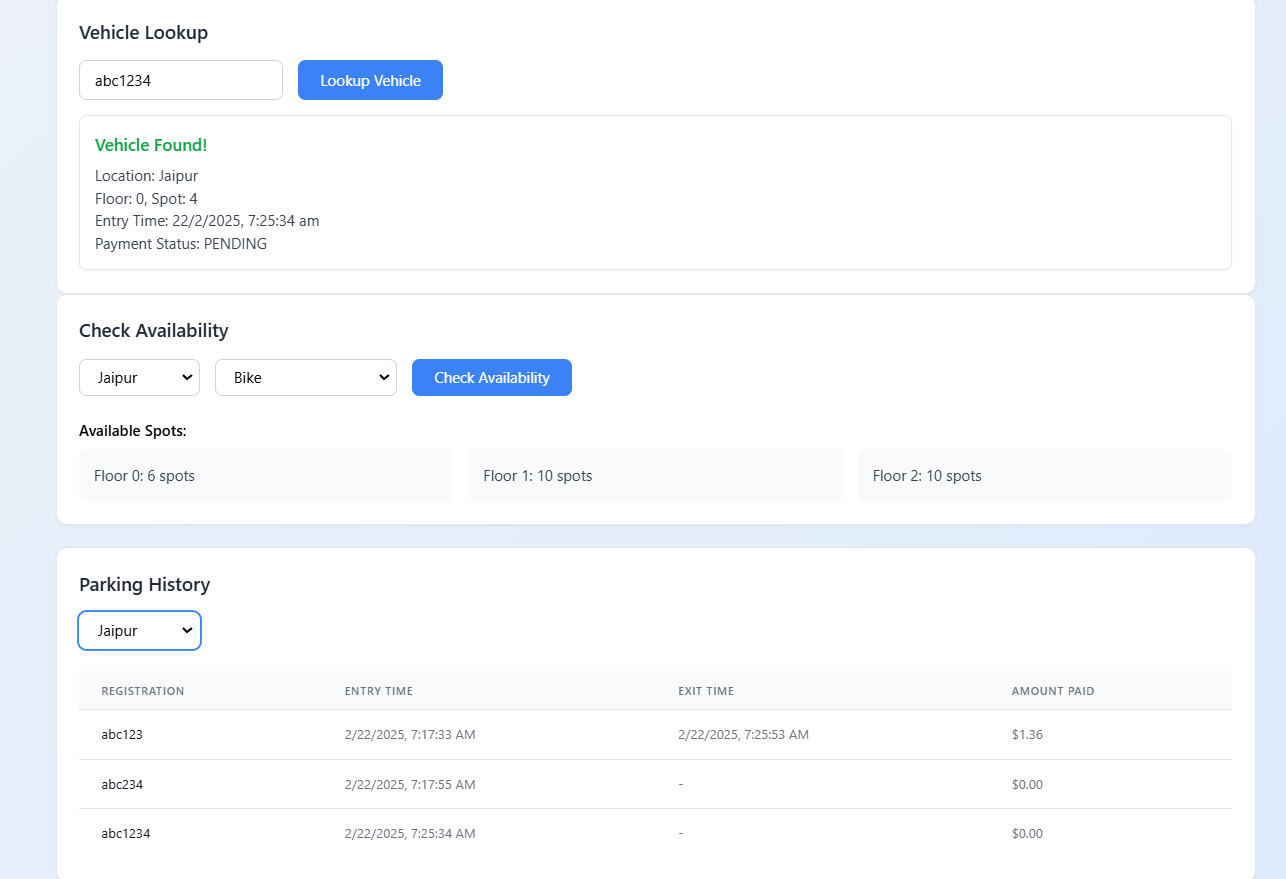 Vehicle Lookup
abc1234 Lookup Vehicle
Vehicle Found!
Location: Jaipur
Floor: 0, Spot: 4
Entry Time: 22/2/2025, 7:25:34 am
Payment Status: PENDING
Check Availability
Jaipur Bike Check Availability
Available Spots:
Floor 0: 6 spots Floor 1: 10 spots Floor 2: 10 spots
Parking History
Jaipur
REGISTRATION ENTRY TIME EXIT TIME AMOUNT PAID
abc123 2/22/2025, 7:17:33 AM 2/22/2025, 7:25:53 AM $1.36
abc234 2/22/2025, 7:17:55 AM - $0.00
abc1234 2/22/2025, 7:25:34 AM - $0.00